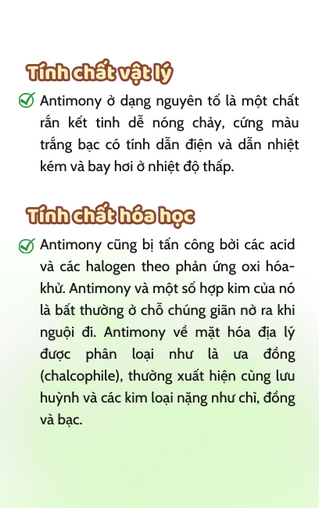 Tính chất vật lý
Antimony ở dạng nguyên tố là một chất
rắn kết tinh dễ nóng chảy, cứng màu
trắng bạc có tính dẫn điện và dẫn nhiệt
kém và bay hơi ở nhiệt độ thấp.
Tính chất hóa học
Antimony cũng bị tấn công bởi các acid
và các halogen theo phản ứng oxi hóa-
khử. Antimony và một số hợp kim của nó
là bất thường ở chỗ chúng giãn nở ra khi
nguội đi. Antimony về mặt hóa địa lý
được phân loại như là ưa đồng
(chalcophile), thường xuất hiện cùng lưu
huỳnh và các kim loại nặng như chì, đồng
và bạc.